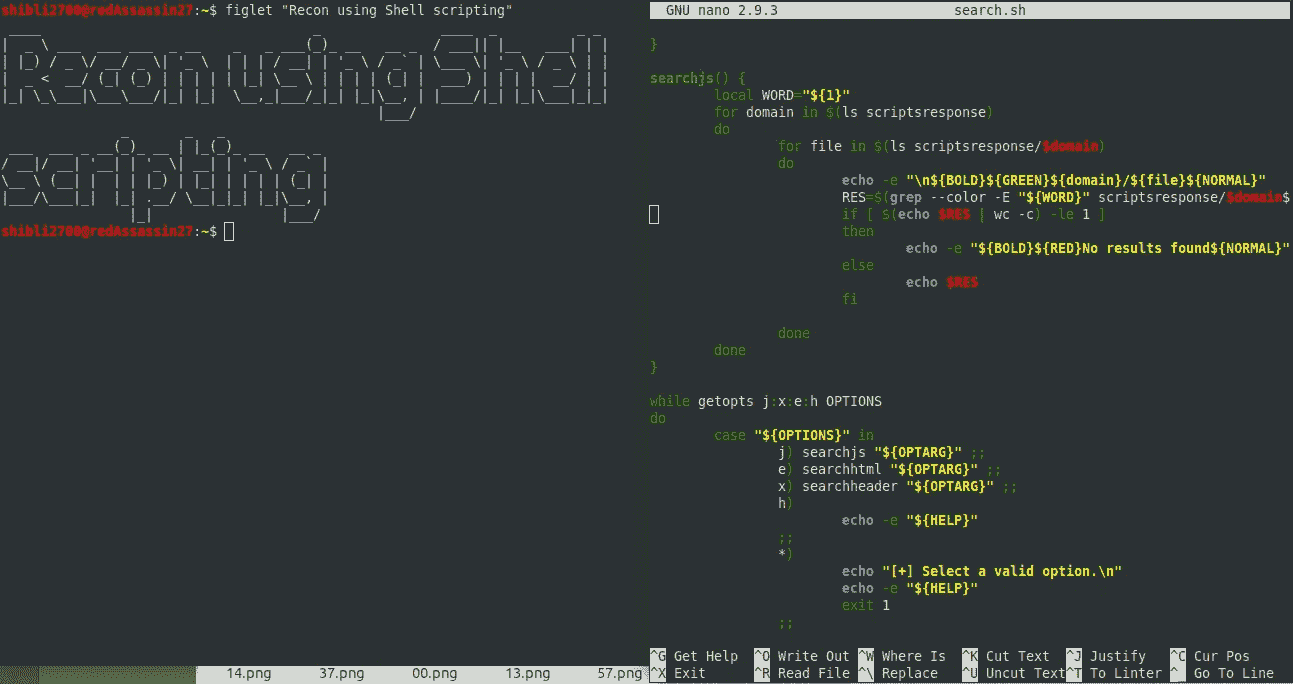 shibli2700@redAssassin27:~$ figlet "Recon using Shell scripting"
Recon using Shell
scripting
shibli2700@redAssassin27:~$
14.png 37.png 00.png 13.png 57.png
GNU nano 2.9.3 search.sh
}
searchjs() {
local WORD="${1}"
for domain in $(ls scriptsresponse)
do
for file in $(ls scriptsresponse/$domain)
do
echo -e "\n${BOLD}${GREEN}${domain}/${file}${NORMAL}"
RES=$(grep --color -E "${WORD}" scriptsresponse/$domain$
if [ $(echo $RES | wc -c) -le 1 ]
then
echo -e "${BOLD}${RED}No results found${NORMAL}"
else
echo $RES
fi
done
done
}
while getopts j:x:e:h OPTIONS
do
case "${OPTIONS}" in
j) searchjs "${OPTARG}" ;;
e) searchhtml "${OPTARG}" ;;
x) searchheader "${OPTARG}" ;;
h)
echo -e "${HELP}"
;;
*)
echo "[+] Select a valid option.\n"
echo -e "${HELP}"
exit 1
;;
^G Get Help ^O Write Out ^W Where Is ^K Cut Text ^J Justify ^C Cur Pos
^X Exit ^R Read File ^\ Replace ^U Uncut Text ^T To Linter ^_ Go To Line